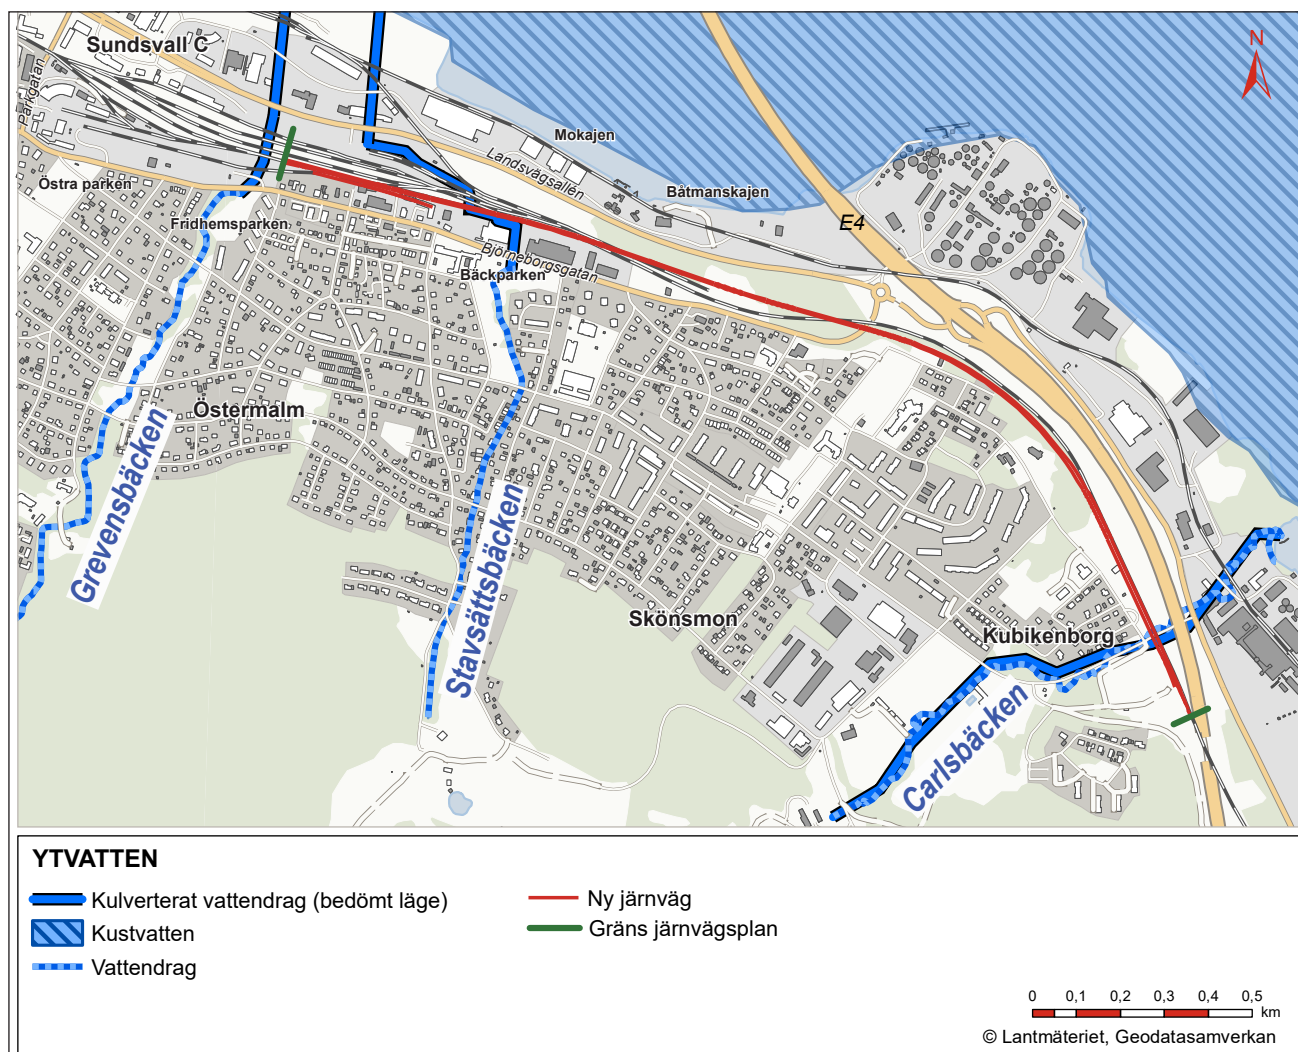 Sundsvall C
N
Parkgatan
Mokajen
Landsvägsallén
Båtmanskajen
Östra parken
Fridhemsparken
E4
Björneborgsgatan
Bäckparken
Östermalm
Grevensbäcken
Stavsättsbäcken
Skönsmon
Kubikenborg
Carlsbäcken
YTVATTEN
Kulverterat vattendrag (bedömt läge)
Kustvatten
Vattendrag
Ny järnväg
Gräns järnvägsplan
0 0,1 0,2 0,3 0,4 0,5
km
© Lantmäteriet, Geodatasamverkan